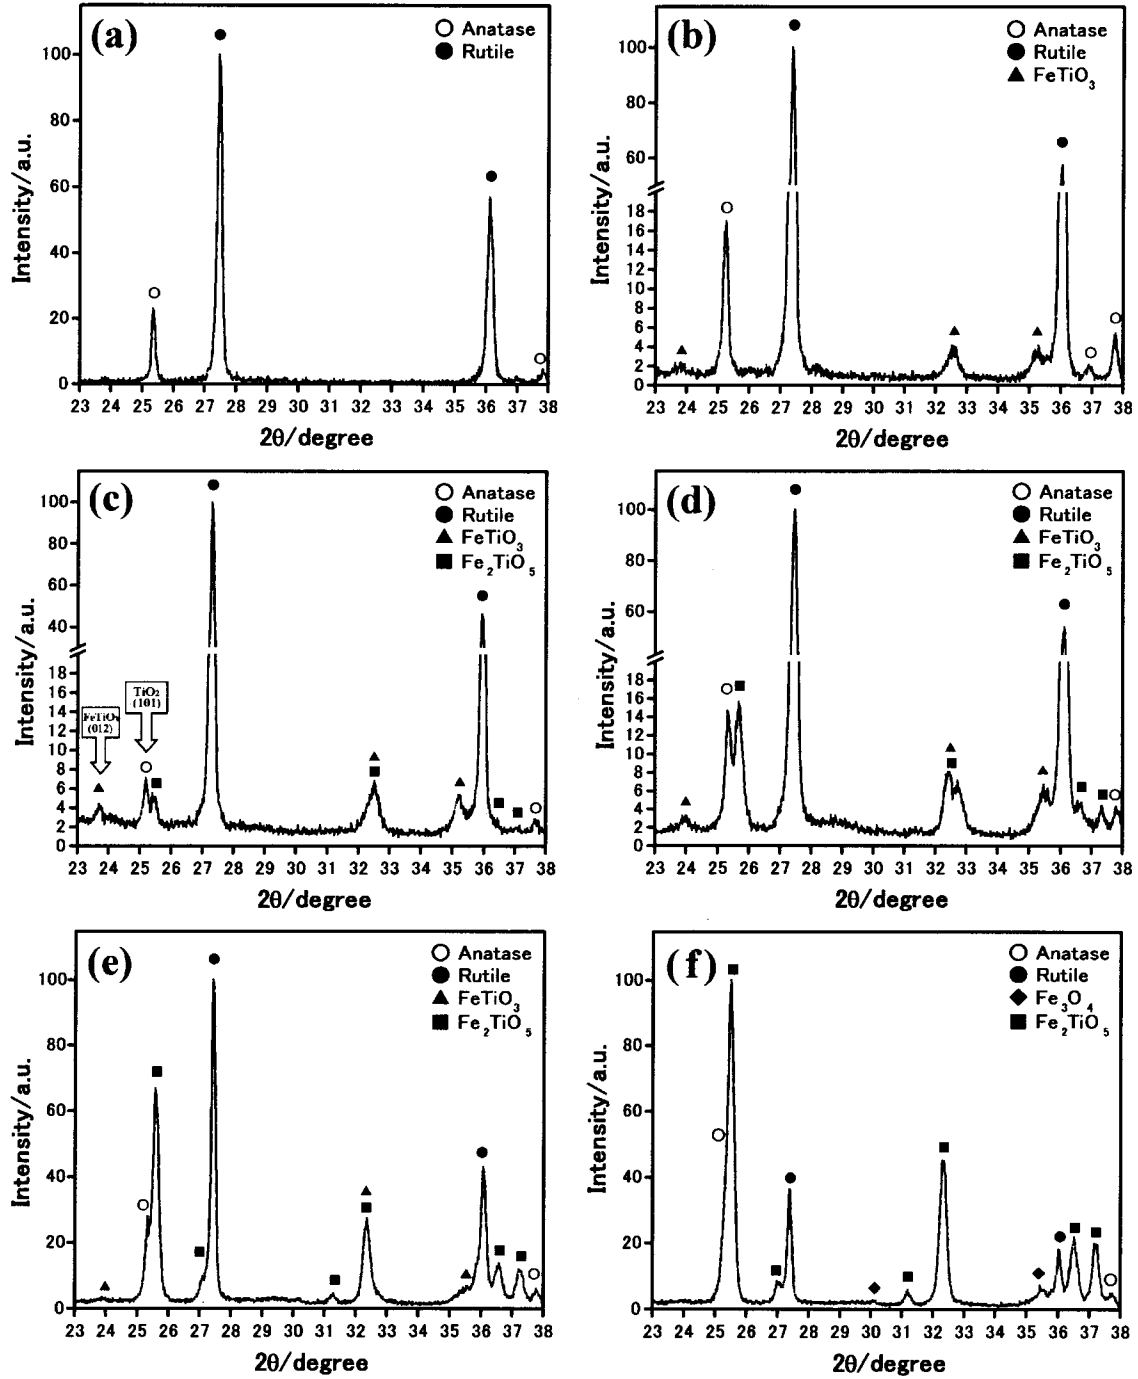 (a)
Anatase
Rutile
100
80
60
40
20
0
Intensity/a.u.
23 24 25 26 27 28 29 30 31 32 33 34 35 36 37 38
2θ/degree
(b)
Anatase
Rutile
FeTiO3
100
80
60
18
16
14
12
10
8
6
4
2
0
Intensity/a.u.
23 24 25 26 27 28 29 30 31 32 33 34 35 36 37 38
2θ/degree
(c)
Anatase
Rutile
FeTiO3
Fe2TiO5
100
80
60
40
18
16
14
12
10
8
6
4
2
0
Intensity/a.u.
FeTiO3
(012)
TiO2
(101)
23 24 25 26 27 28 29 30 31 32 33 34 35 36 37 38
2θ/degree
(d)
Anatase
Rutile
FeTiO3
Fe2TiO5
100
80
60
18
16
14
12
10
8
6
4
2
0
Intensity/a.u.
23 24 25 26 27 28 29 30 31 32 33 34 35 36 37 38
2θ/degree
(e)
Anatase
Rutile
FeTiO3
Fe2TiO5
100
80
60
40
20
0
Intensity/a.u.
23 24 25 26 27 28 29 30 31 32 33 34 35 36 37 38
2θ/degree
(f)
Anatase
Rutile
Fe3O4
Fe2TiO5
100
80
60
40
20
0
Intensity/a.u.
23 24 25 26 27 28 29 30 31 32 33 34 35 36 37 38
2θ/degree